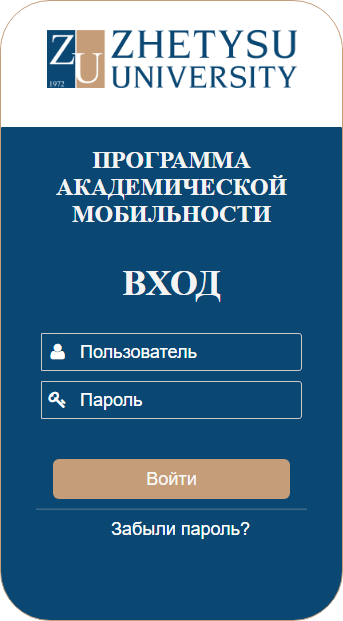 ZU
1972
ZHETYSU
UNIVERSITY
ПРОГРАММА
АКАДЕМИЧЕСКОЙ
МОБИЛЬНОСТИ
ВХОД
Пользователь
Пароль
Войти
Забыли пароль?